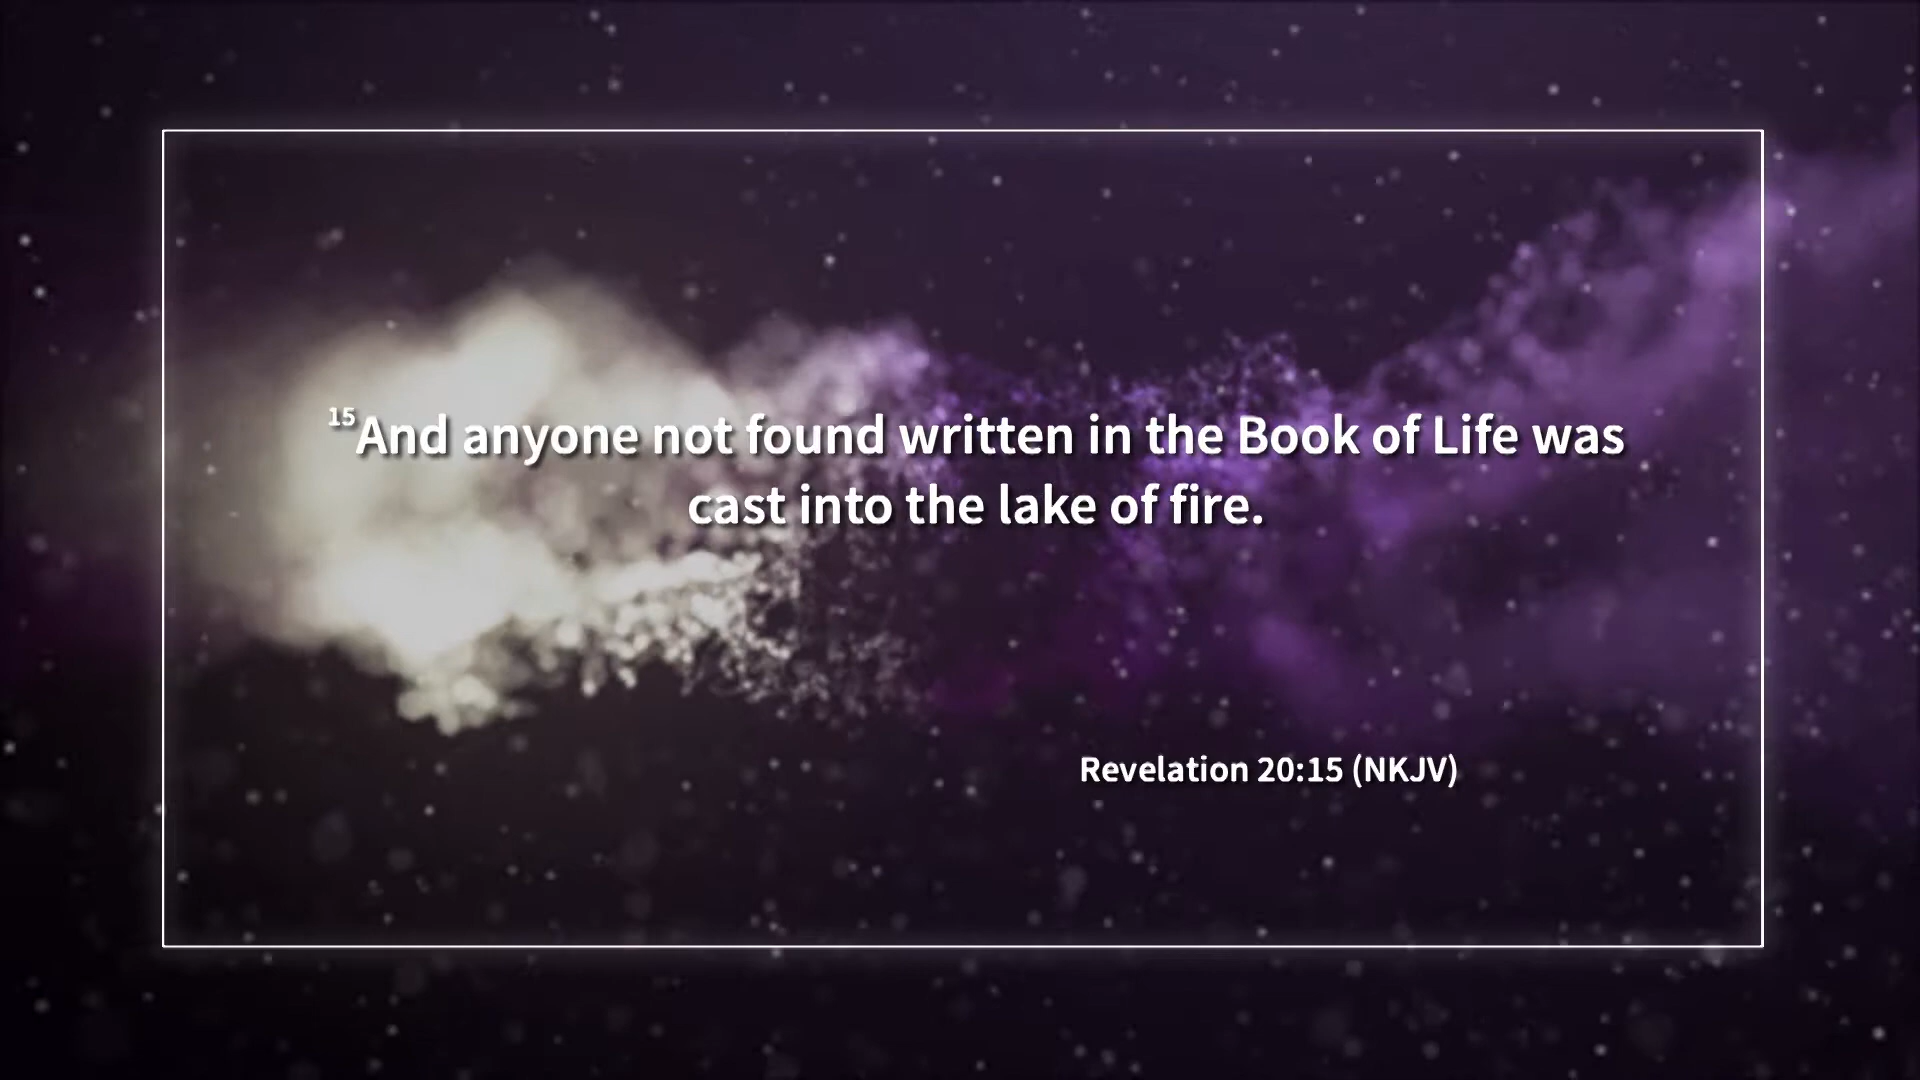 15And anyone not found written in the Book of Life was
cast into the lake of fire.
Revelation 20:15 (NKJV)